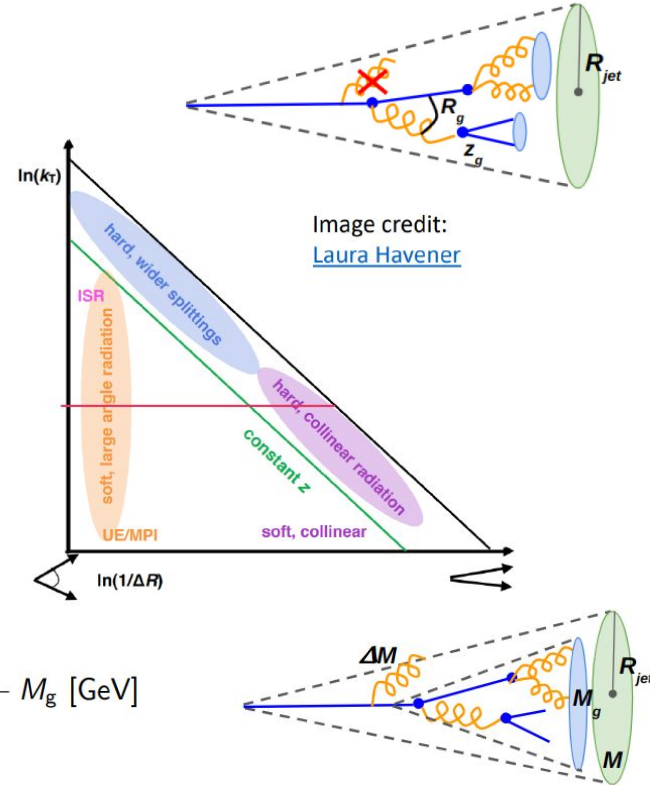 R_jet
R_g
z_g
ln(k_T)
Image credit:
Laura Havener
hard, wider splittings
ISR
soft, large angle radiation
hard, collinear radiation
constant z
UE/MPI
soft, collinear
ln(1/ΔR)
ΔM
R_jet
– M_g [GeV]
M_g
M